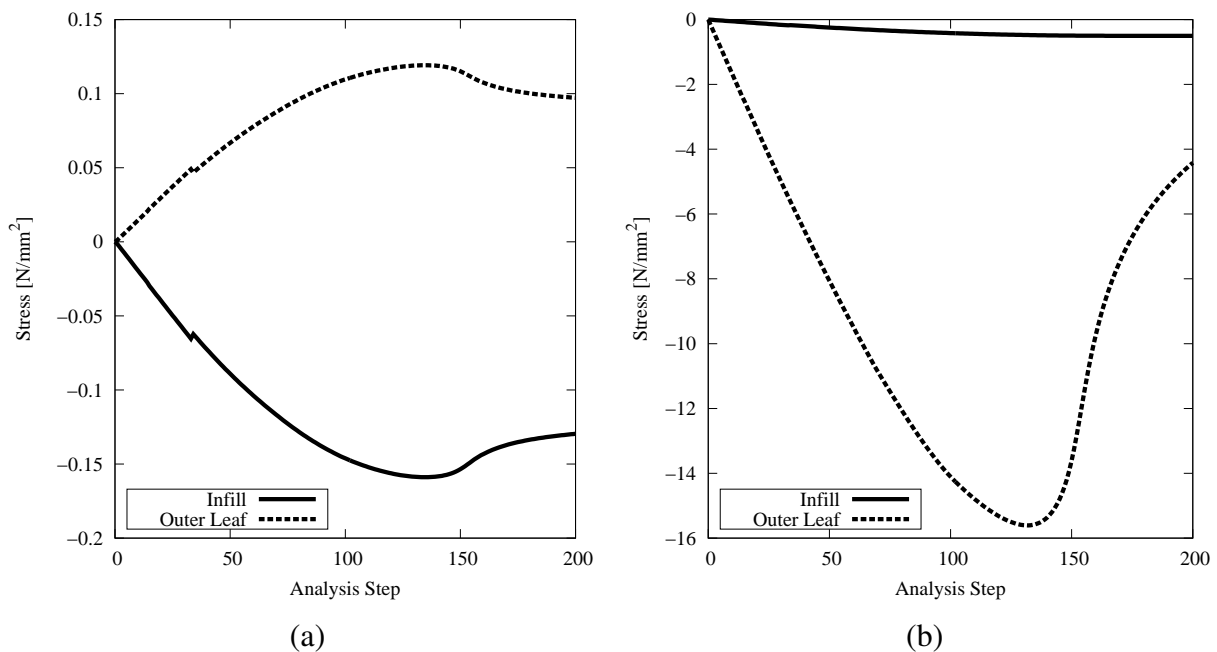 0.15
0.1
0.05
0
−0.05
−0.1
−0.15
−0.2
Stress [N/mm²]
Infill
Outer Leaf
0 50 100 150 200
Analysis Step
(a)
0
−2
−4
−6
−8
−10
−12
−14
−16
Stress [N/mm²]
Infill
Outer Leaf
0 50 100 150 200
Analysis Step
(b)